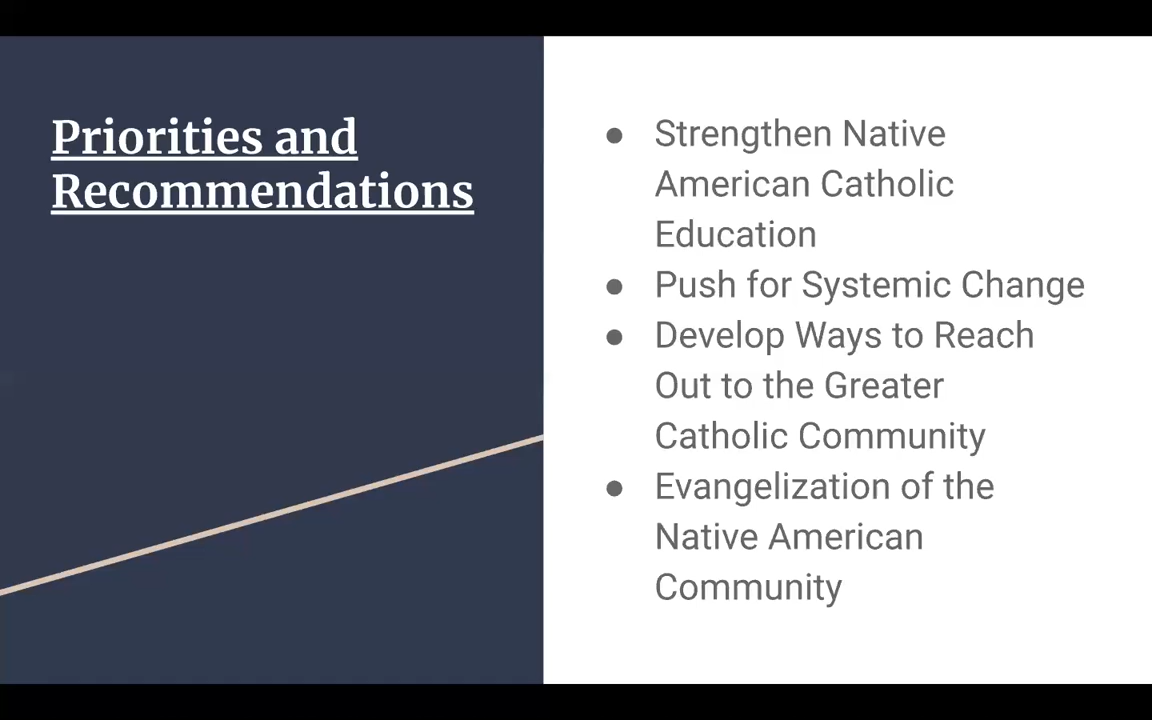 Priorities and
Recommendations
● Strengthen Native
American Catholic
Education
● Push for Systemic Change
● Develop Ways to Reach
Out to the Greater
Catholic Community
● Evangelization of the
Native American
Community